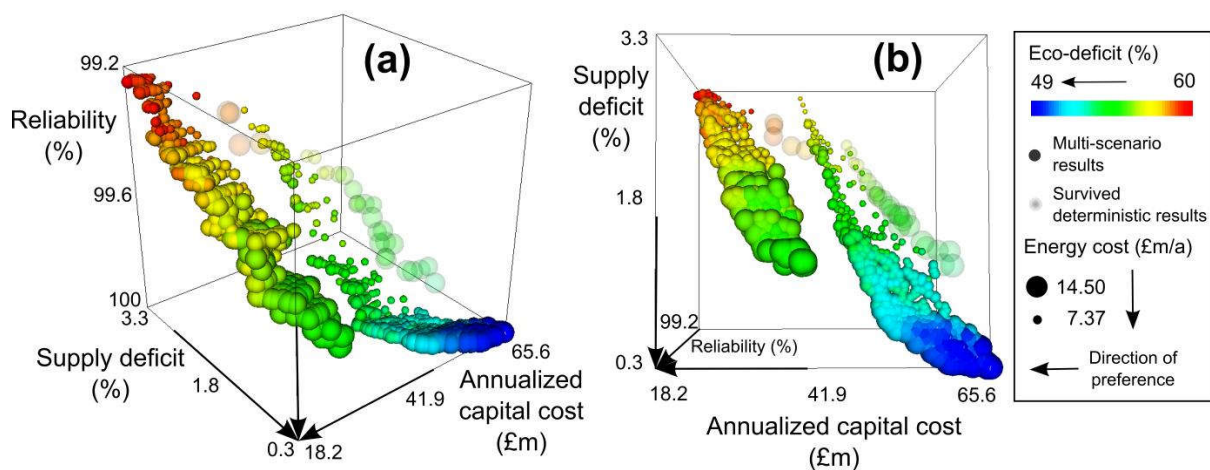 (a)
99.2
Reliability
(%)
99.6
100
3.3
Supply deficit
(%)
1.8
0.3
18.2
41.9
65.6
Annualized
capital cost
(£m)
(b)
3.3
Supply
deficit
(%)
1.8
99.2
Reliability (%)
0.3
18.2
41.9
65.6
Annualized capital cost
(£m)
Eco-deficit (%)
49
60
Multi-scenario
results
Survived
deterministic results
Energy cost (£m/a)
14.50
7.37
Direction of
preference